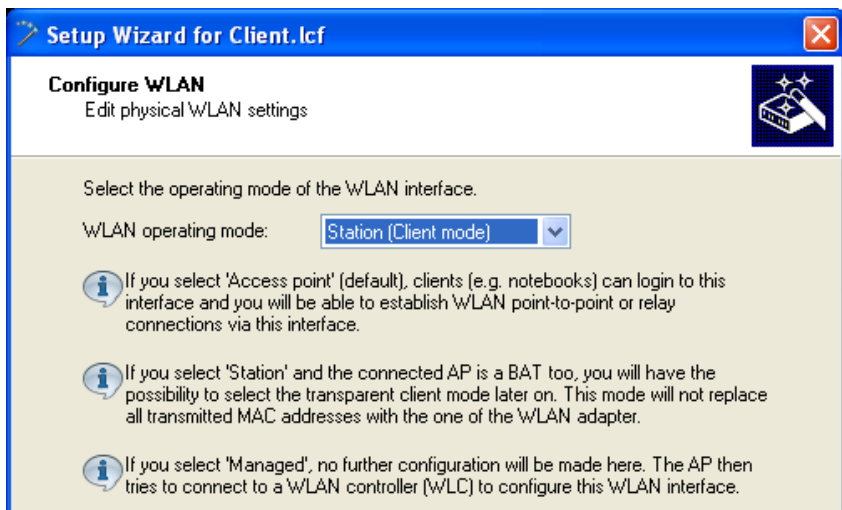 Setup Wizard for Client.lcf
Configure WLAN
Edit physical WLAN settings
Select the operating mode of the WLAN interface.
WLAN operating mode: Station (Client mode)
If you select 'Access point' (default), clients (e.g. notebooks) can login to this
interface and you will be able to establish WLAN point-to-point or relay
connections via this interface.
If you select 'Station' and the connected AP is a BAT too, you will have the
possibility to select the transparent client mode later on. This mode will not replace
all transmitted MAC addresses with the one of the WLAN adapter.
If you select 'Managed', no further configuration will be made here. The AP then
tries to connect to a WLAN controller (WLC) to configure this WLAN interface.